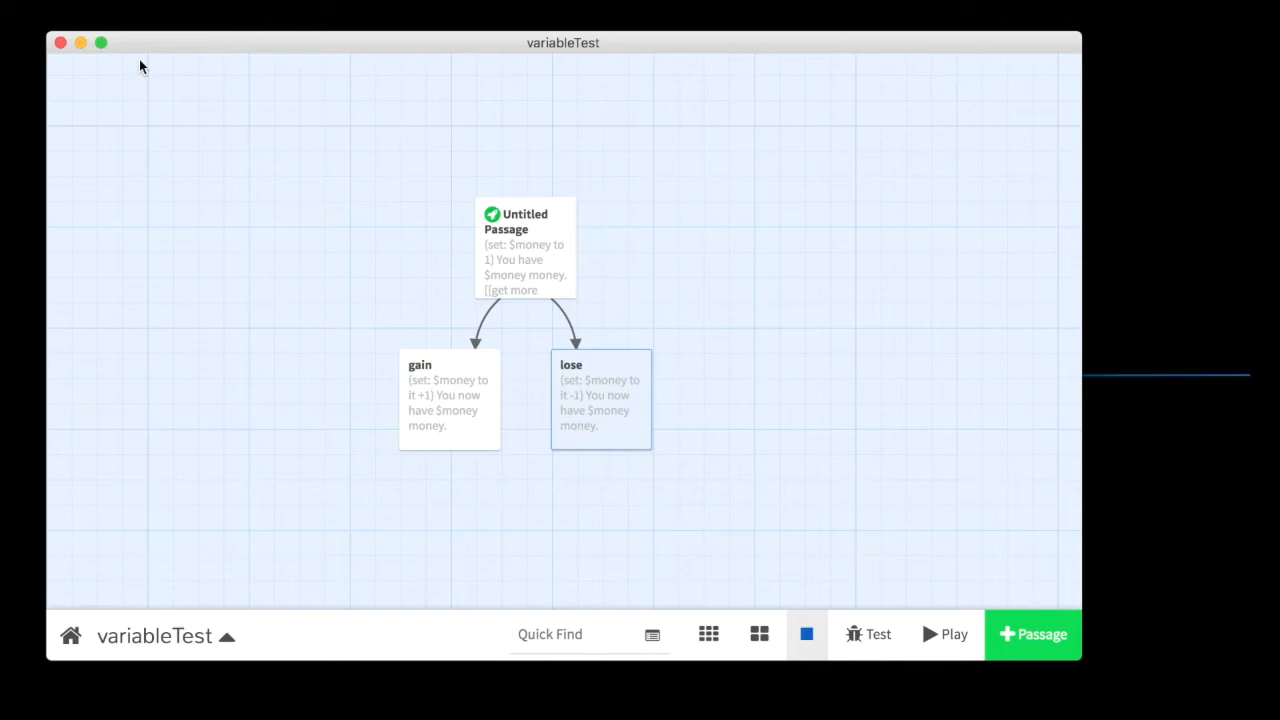 variableTest
Untitled
Passage
(set: $money to
1) You have
$money money.
[[get more
gain
(set: $money to
it +1) You now
have $money
money.
lose
(set: $money to
it -1) You now
have $money
money.
variableTest
Quick Find
Test
Play
Passage